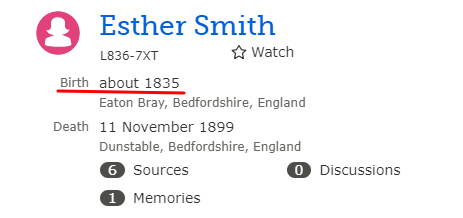 Esther Smith
L836-7XT Watch
Birth about 1835
Eaton Bray, Bedfordshire, England
Death 11 November 1899
Dunstable, Bedfordshire, England
6 Sources 0 Discussions
1 Memories